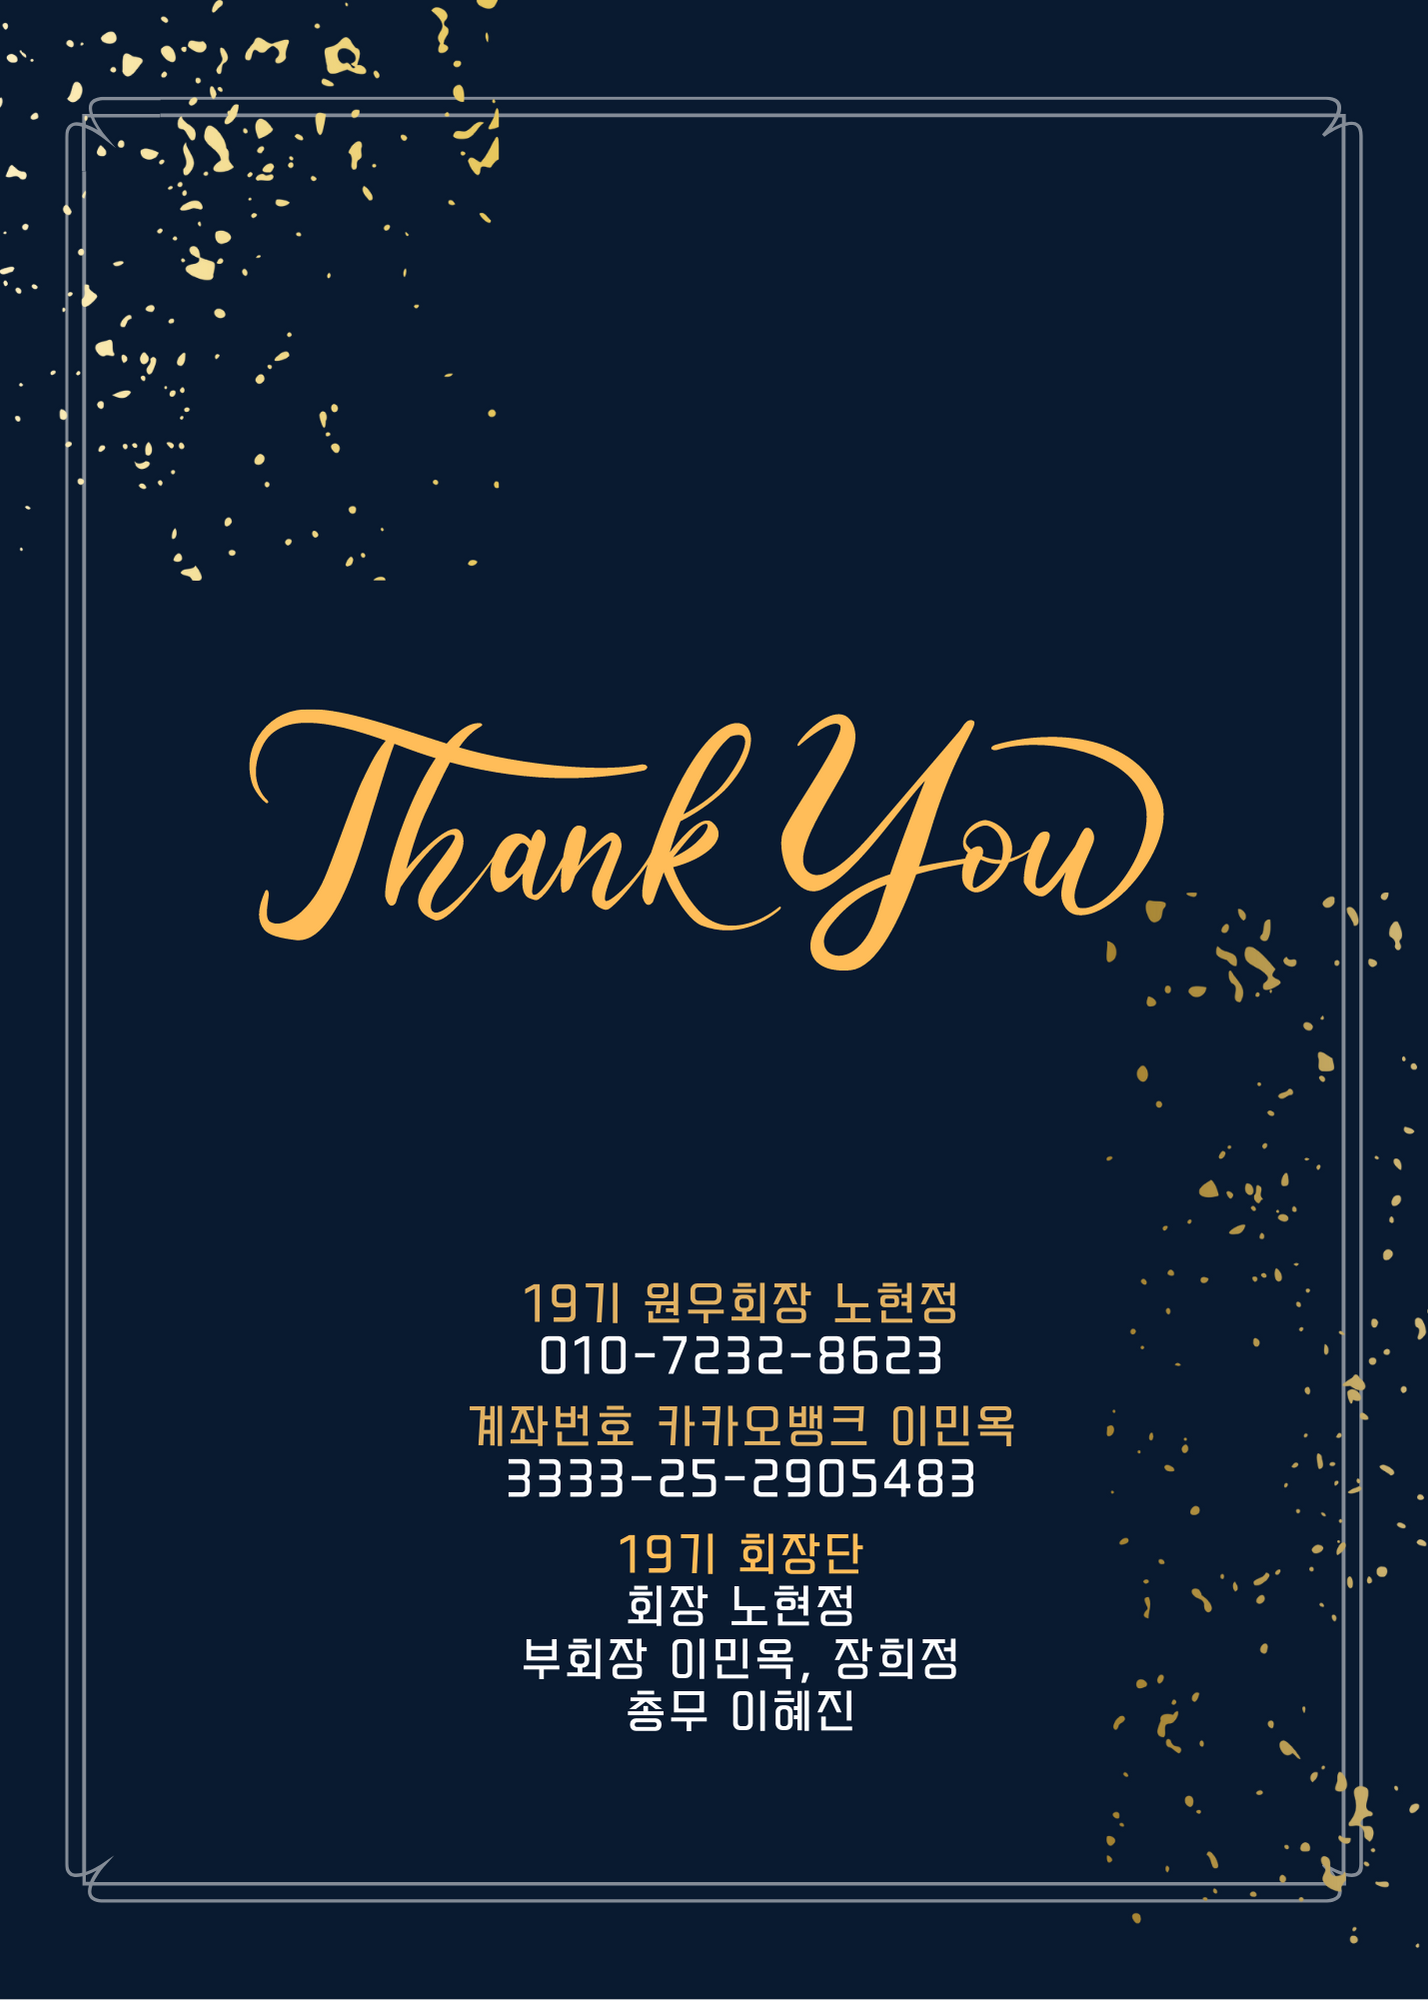 Thank You
19기 원우회장 노현정
010-7232-8623
계좌번호 카카오뱅크 이민옥
3333-25-2905483
19기 회장단
회장 노현정
부회장 이민옥, 장희정
총무 이혜진